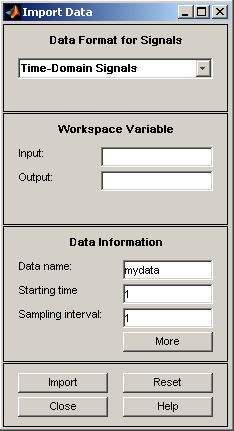 Import Data
Data Format for Signals
Time-Domain Signals
Workspace Variable
Input:
Output:
Data Information
Data name: mydata
Starting time 1
Sampling interval: 1
More
Import Reset
Close Help